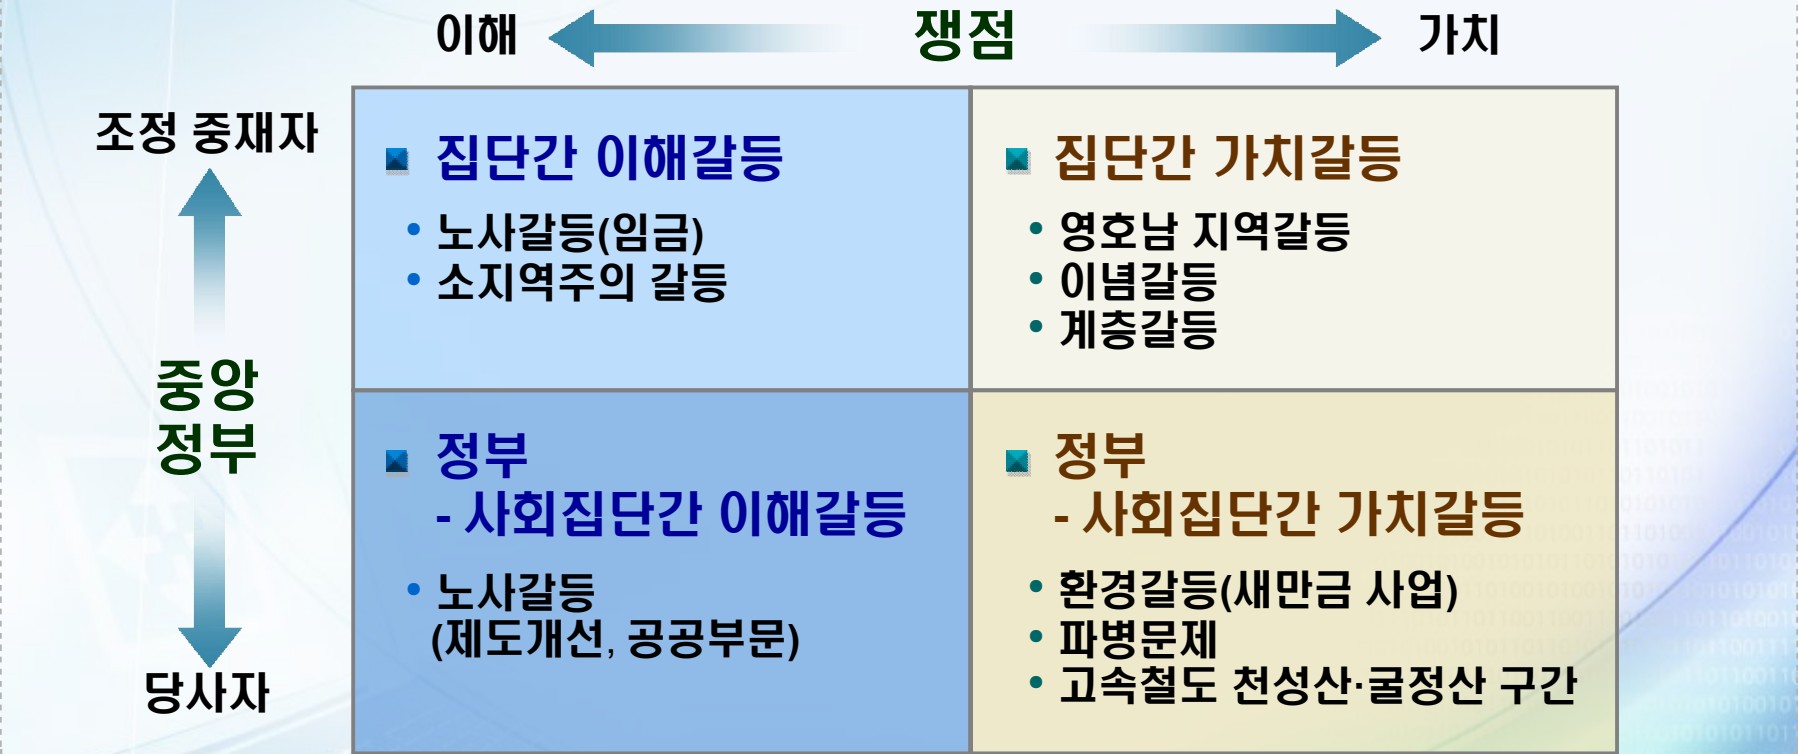 이해 쟁점 가치
조정 중재자
중앙
정부
당사자
집단간 이해갈등
• 노사갈등(임금)
• 소지역주의 갈등
집단간 가치갈등
• 영호남 지역갈등
• 이념갈등
• 계층갈등
정부
- 사회집단간 이해갈등
• 노사갈등
(제도개선, 공공부문)
정부
- 사회집단간 가치갈등
• 환경갈등(새만금 사업)
• 파병문제
• 고속철도 천성산·굴정산 구간